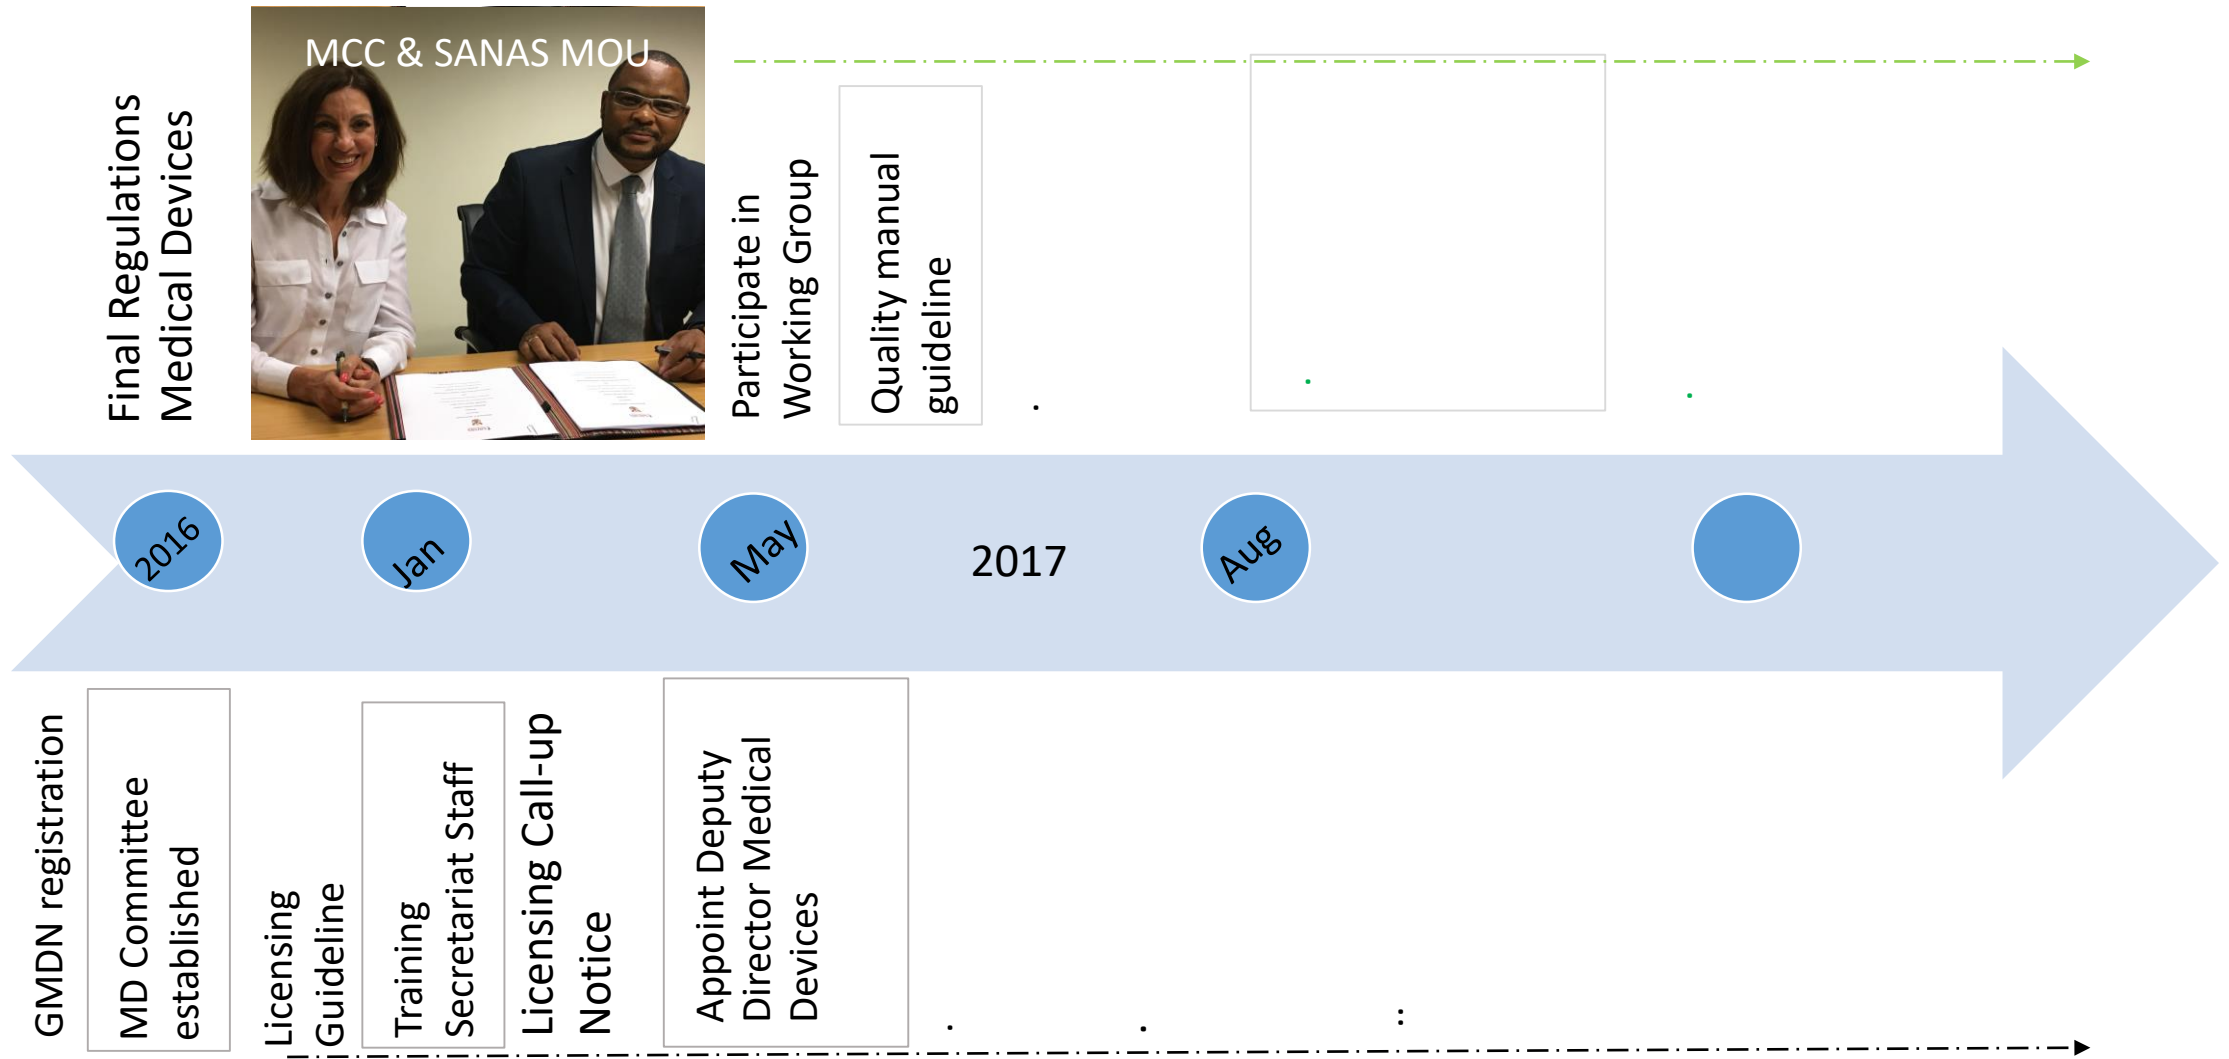 MCC & SANAS MOU
Final Regulations
Medical Devices
Participate in
Working Group
Quality manual
guideline
.
.
.
2016
Jan
May
2017
Aug
GMDN registration
MD Committee
established
Licensing
Guideline
Training
Secretariat Staff
Licensing Call-up
Notice
Appoint Deputy
Director Medical
Devices
.
.
: